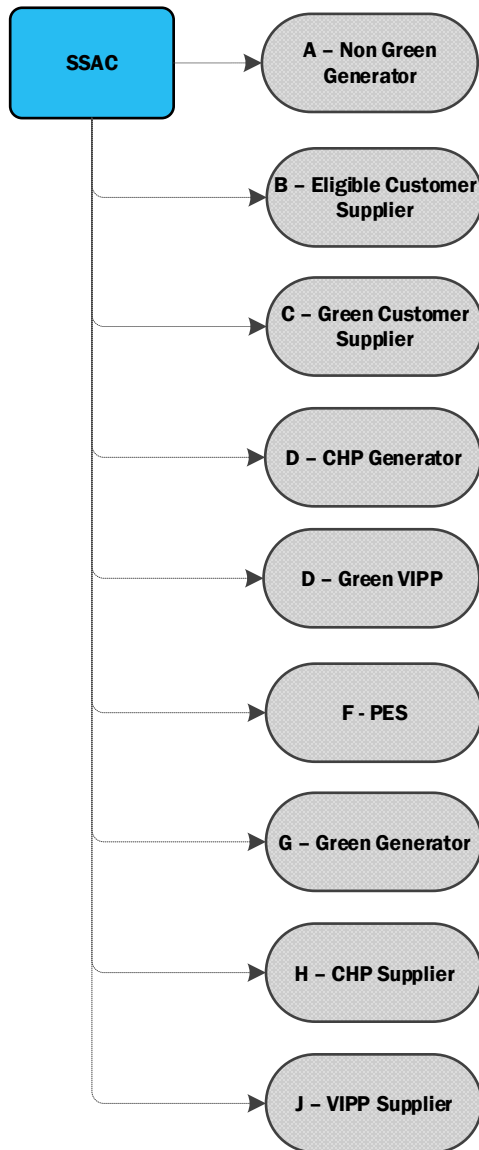 SSAC
A – Non Green
Generator
B – Eligible Customer
Supplier
C – Green Customer
Supplier
D – CHP Generator
D – Green VIPP
F - PES
G – Green Generator
H – CHP Supplier
J – VIPP Supplier